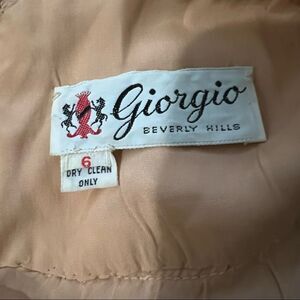 Giorgio
BEVERLY HILLS
6
DRY CLEAN
ONLY